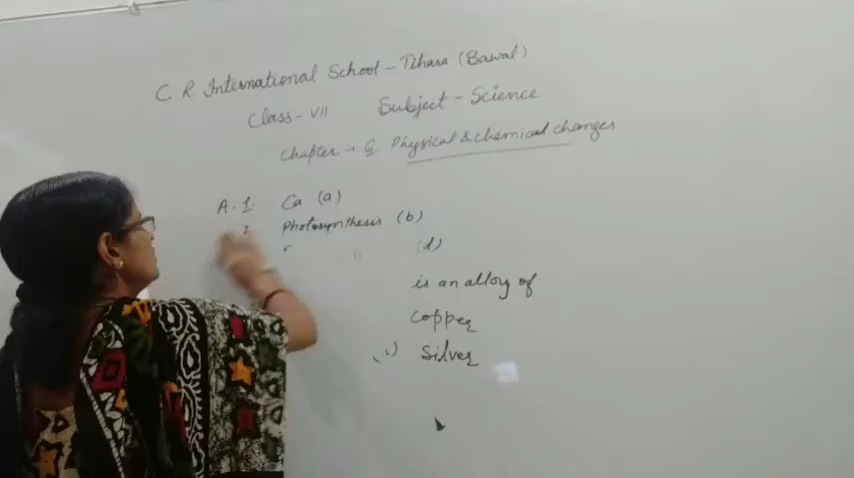 C R International School - Tihara (Bawal)
Class - VII Subject - Science
Chapter → 6 Physical & chemical changes
A. 1. Ca (a)
2 Photosynthesis (b)
(d)
is an alloy of
Copper
Silver